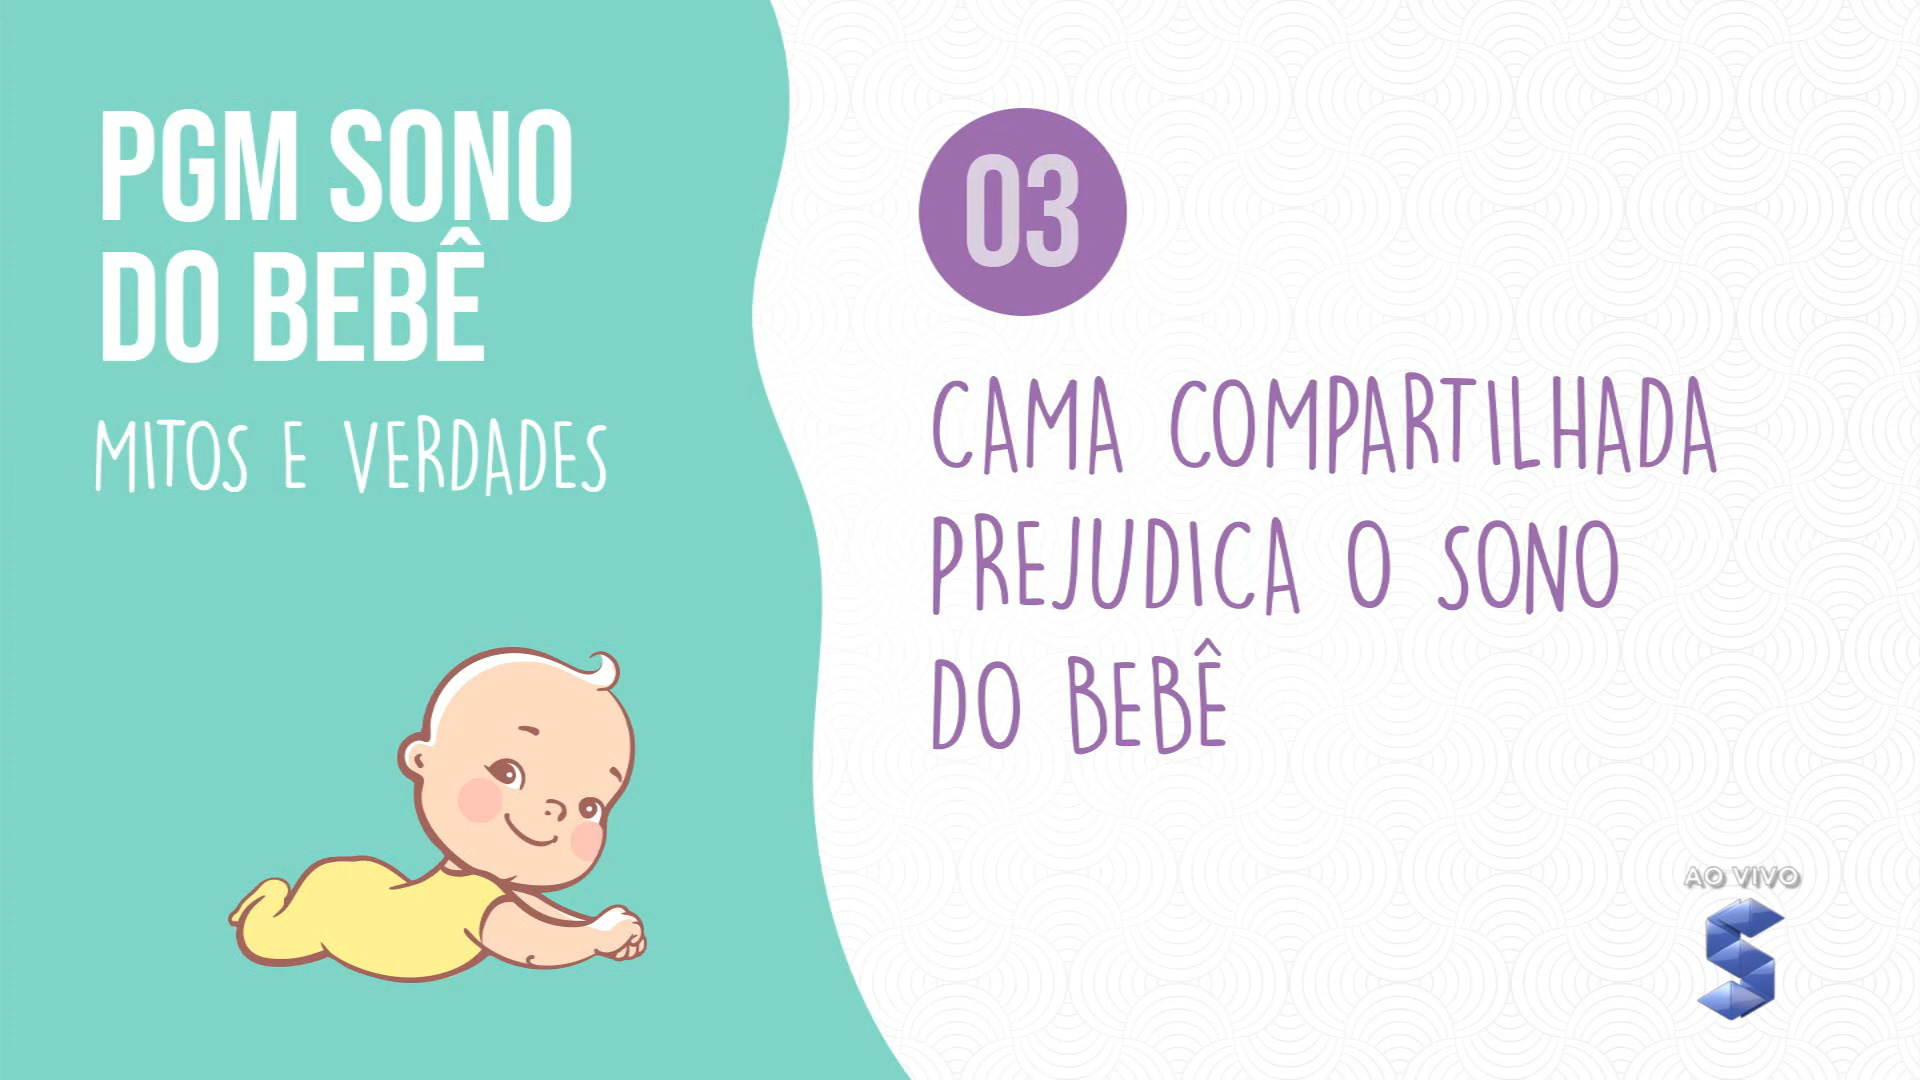 PGM SONO
DO BEBÊ
MITOS E VERDADES
03
CAMA COMPARTILHADA
PREJUDICA O SONO
DO BEBÊ
AO VIVO